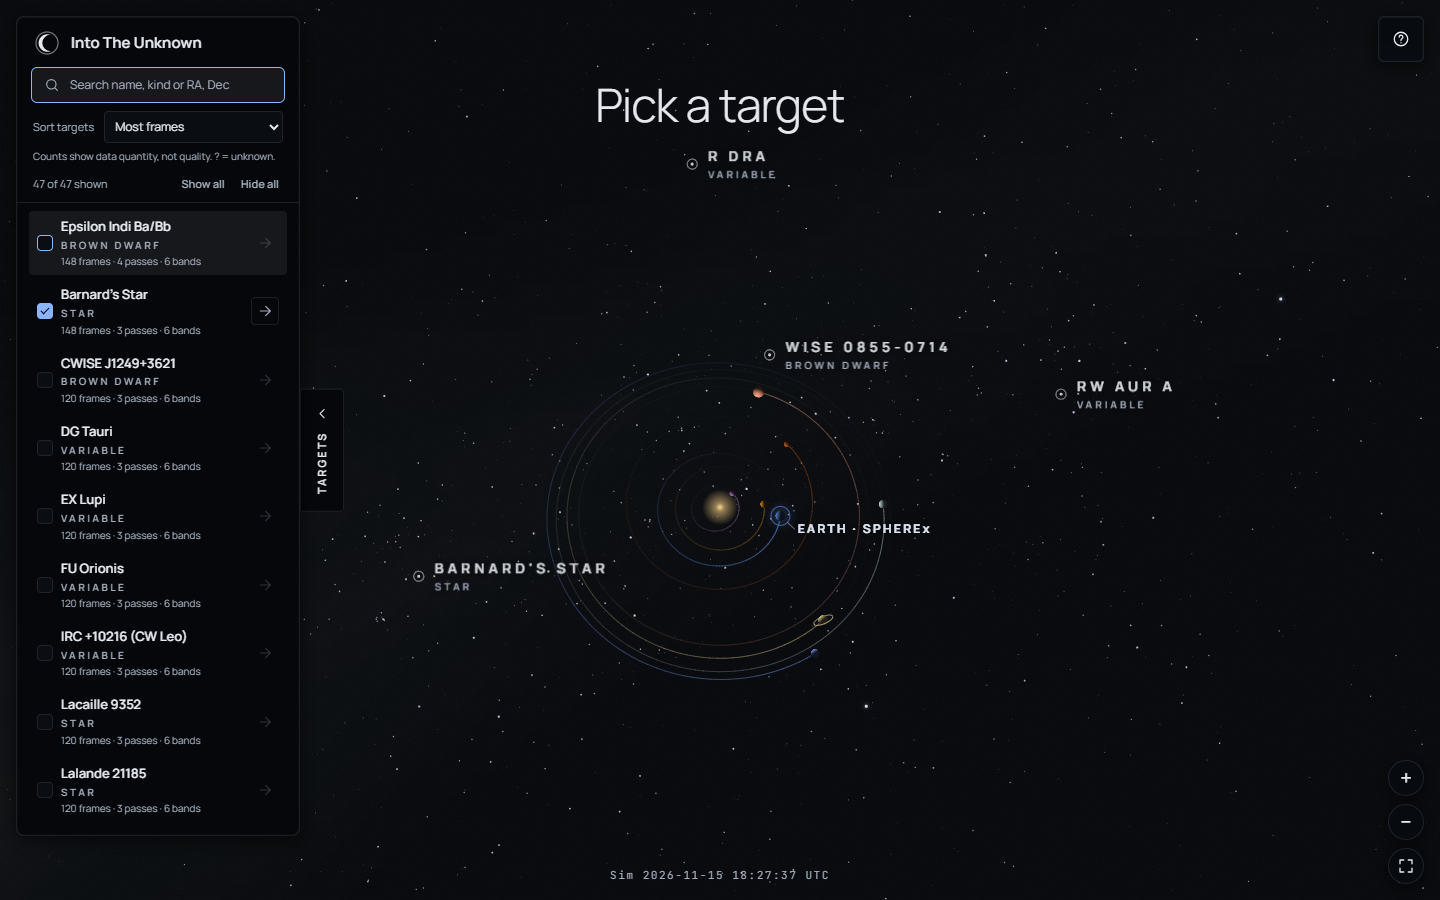 Into The Unknown
Search name, kind or RA, Dec
Sort targets Most frames
Counts show data quantity, not quality. ? = unknown.
47 of 47 shown Show all Hide all
Epsilon Indi Ba/Bb
BROWN DWARF
148 frames · 4 passes · 6 bands
Barnard's Star
STAR
148 frames · 3 passes · 6 bands
CWISE J1249+3621
BROWN DWARF
120 frames · 3 passes · 6 bands
DG Tauri
VARIABLE
120 frames · 3 passes · 6 bands
EX Lupi
VARIABLE
120 frames · 3 passes · 6 bands
FU Orionis
VARIABLE
120 frames · 3 passes · 6 bands
IRC +10216 (CW Leo)
VARIABLE
120 frames · 3 passes · 6 bands
Lacaille 9352
STAR
120 frames · 3 passes · 6 bands
Lalande 21185
STAR
120 frames · 3 passes · 6 bands
TARGETS
Pick a target
R DRA
VARIABLE
WISE 0855-0714
BROWN DWARF
RW AUR A
VARIABLE
EARTH · SPHEREx
BARNARD'S STAR
STAR
Sim 2026-11-15 18:27:37 UTC